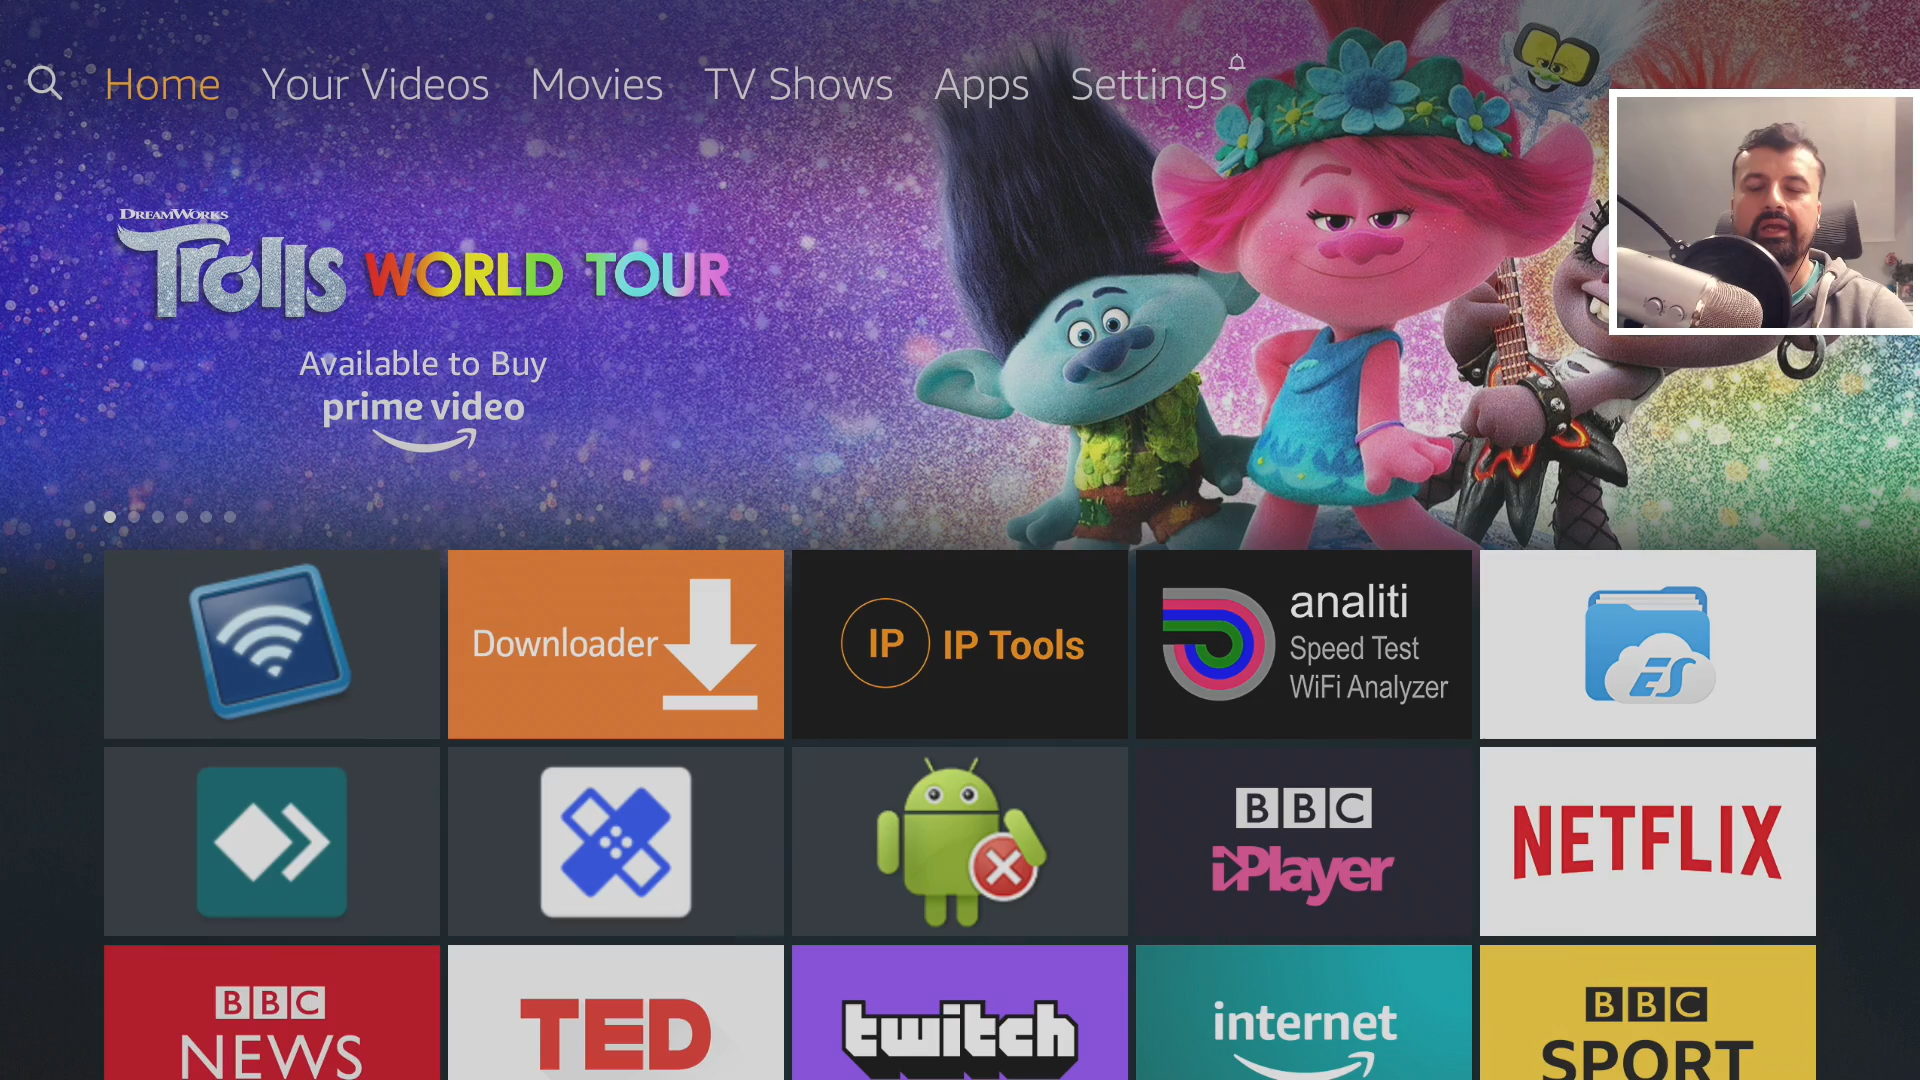 Home Your Videos Movies TV Shows Apps Settings
DREAMWORKS
Trolls WORLD TOUR
Available to Buy
prime video
Downloader
IP IP Tools
analiti
Speed Test
WiFi Analyzer
ES
BBC
iPlayer
NETFLIX
BBC
NEWS
TED
twitch
internet
BBC
SPORT